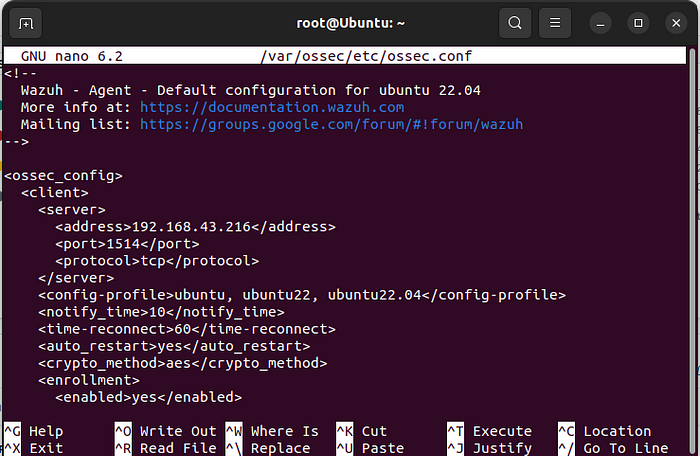 root@Ubuntu: ~
GNU nano 6.2 /var/ossec/etc/ossec.conf
<!--
  Wazuh - Agent - Default configuration for ubuntu 22.04
  More info at: https://documentation.wazuh.com
  Mailing list: https://groups.google.com/forum/#!forum/wazuh
-->

<ossec_config>
  <client>
    <server>
      <address>192.168.43.216</address>
      <port>1514</port>
      <protocol>tcp</protocol>
    </server>
    <config-profile>ubuntu, ubuntu22, ubuntu22.04</config-profile>
    <notify_time>10</notify_time>
    <time-reconnect>60</time-reconnect>
    <auto_restart>yes</auto_restart>
    <crypto_method>aes</crypto_method>
    <enrollment>
      <enabled>yes</enabled>

^G Help ^O Write Out ^W Where Is ^K Cut ^T Execute ^C Location
^X Exit ^R Read File ^\ Replace ^U Paste ^J Justify ^/ Go To Line